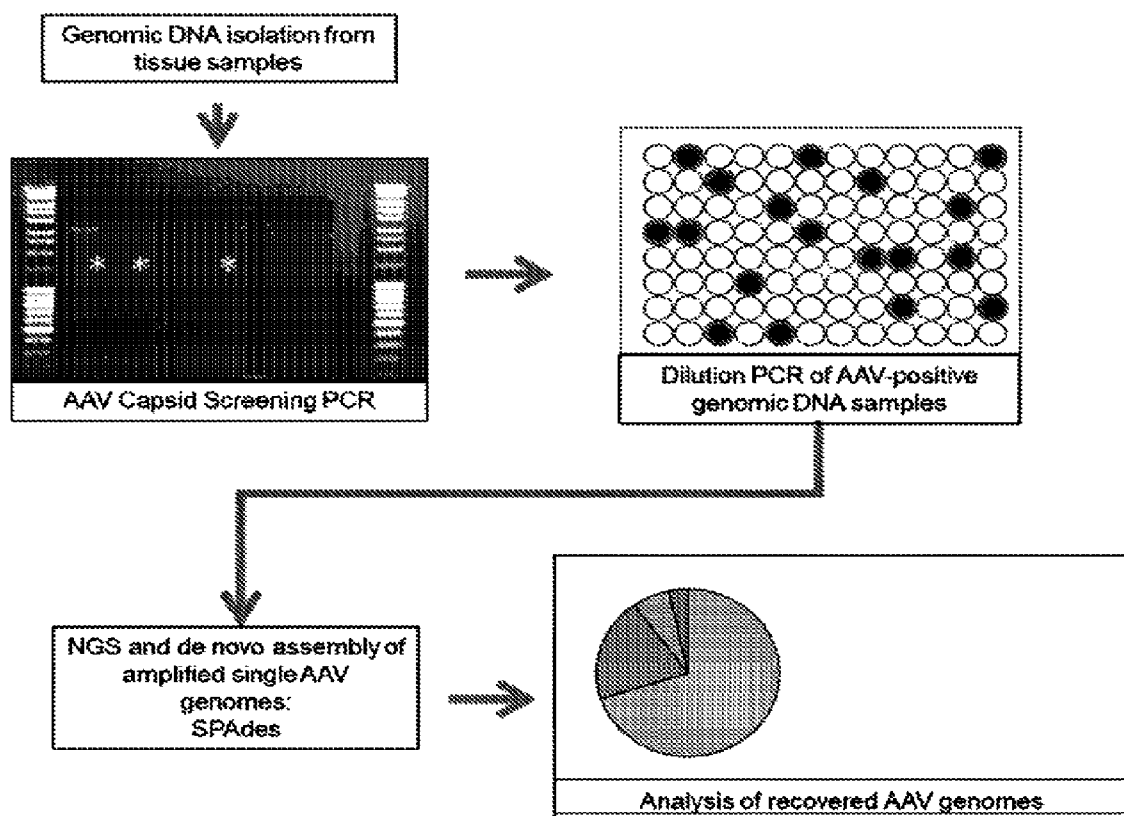 Genomic DNA isolation from
tissue samples
* * *
AAV Capsid Screening PCR
Dilution PCR of AAV-positive
genomic DNA samples
NGS and de novo assembly of
amplified single AAV
genomes:
SPAdes
Analysis of recovered AAV genomes